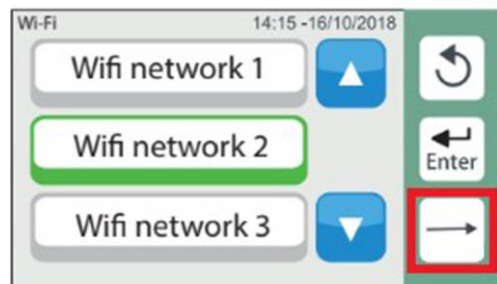 Wi-Fi 14:15 -16/10/2018
Wifi network 1
Wifi network 2
Enter
Wifi network 3